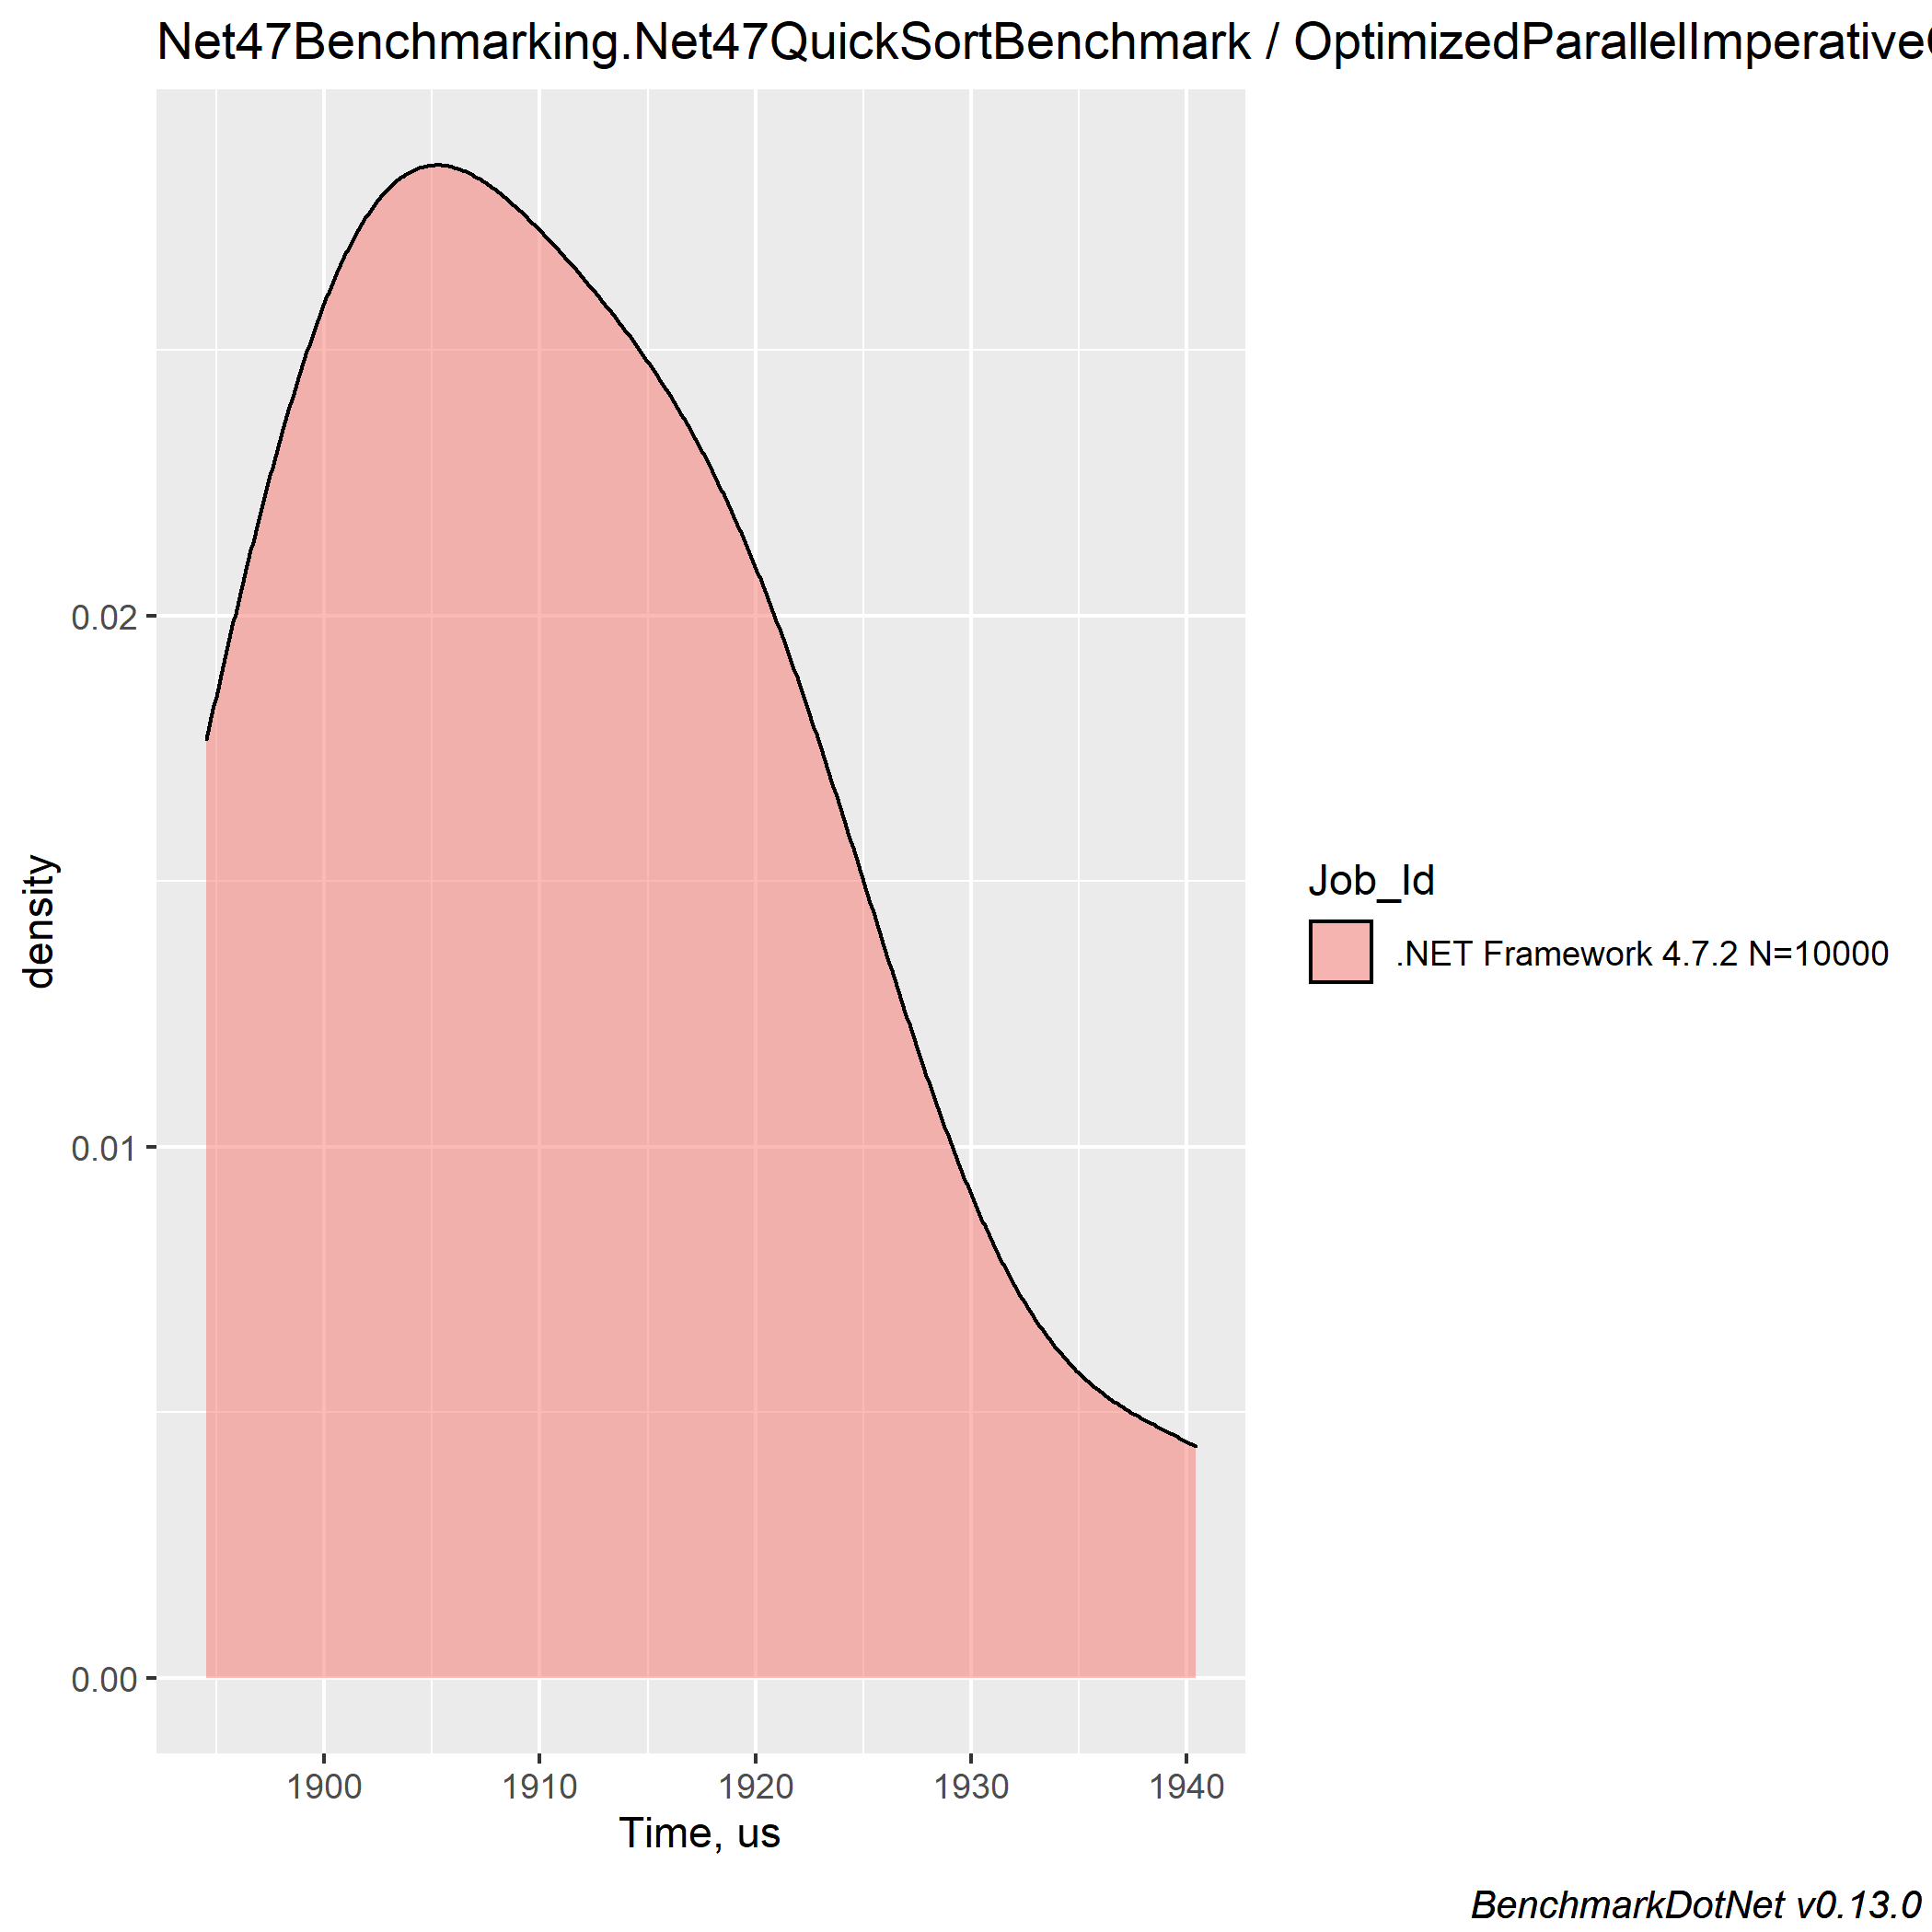 Net47Benchmarking.Net47QuickSortBenchmark / OptimizedParallelImperative
density
0.02
0.01
0.00
1900 1910 1920 1930 1940
Time, us
Job_Id
.NET Framework 4.7.2 N=10000
BenchmarkDotNet v0.13.0